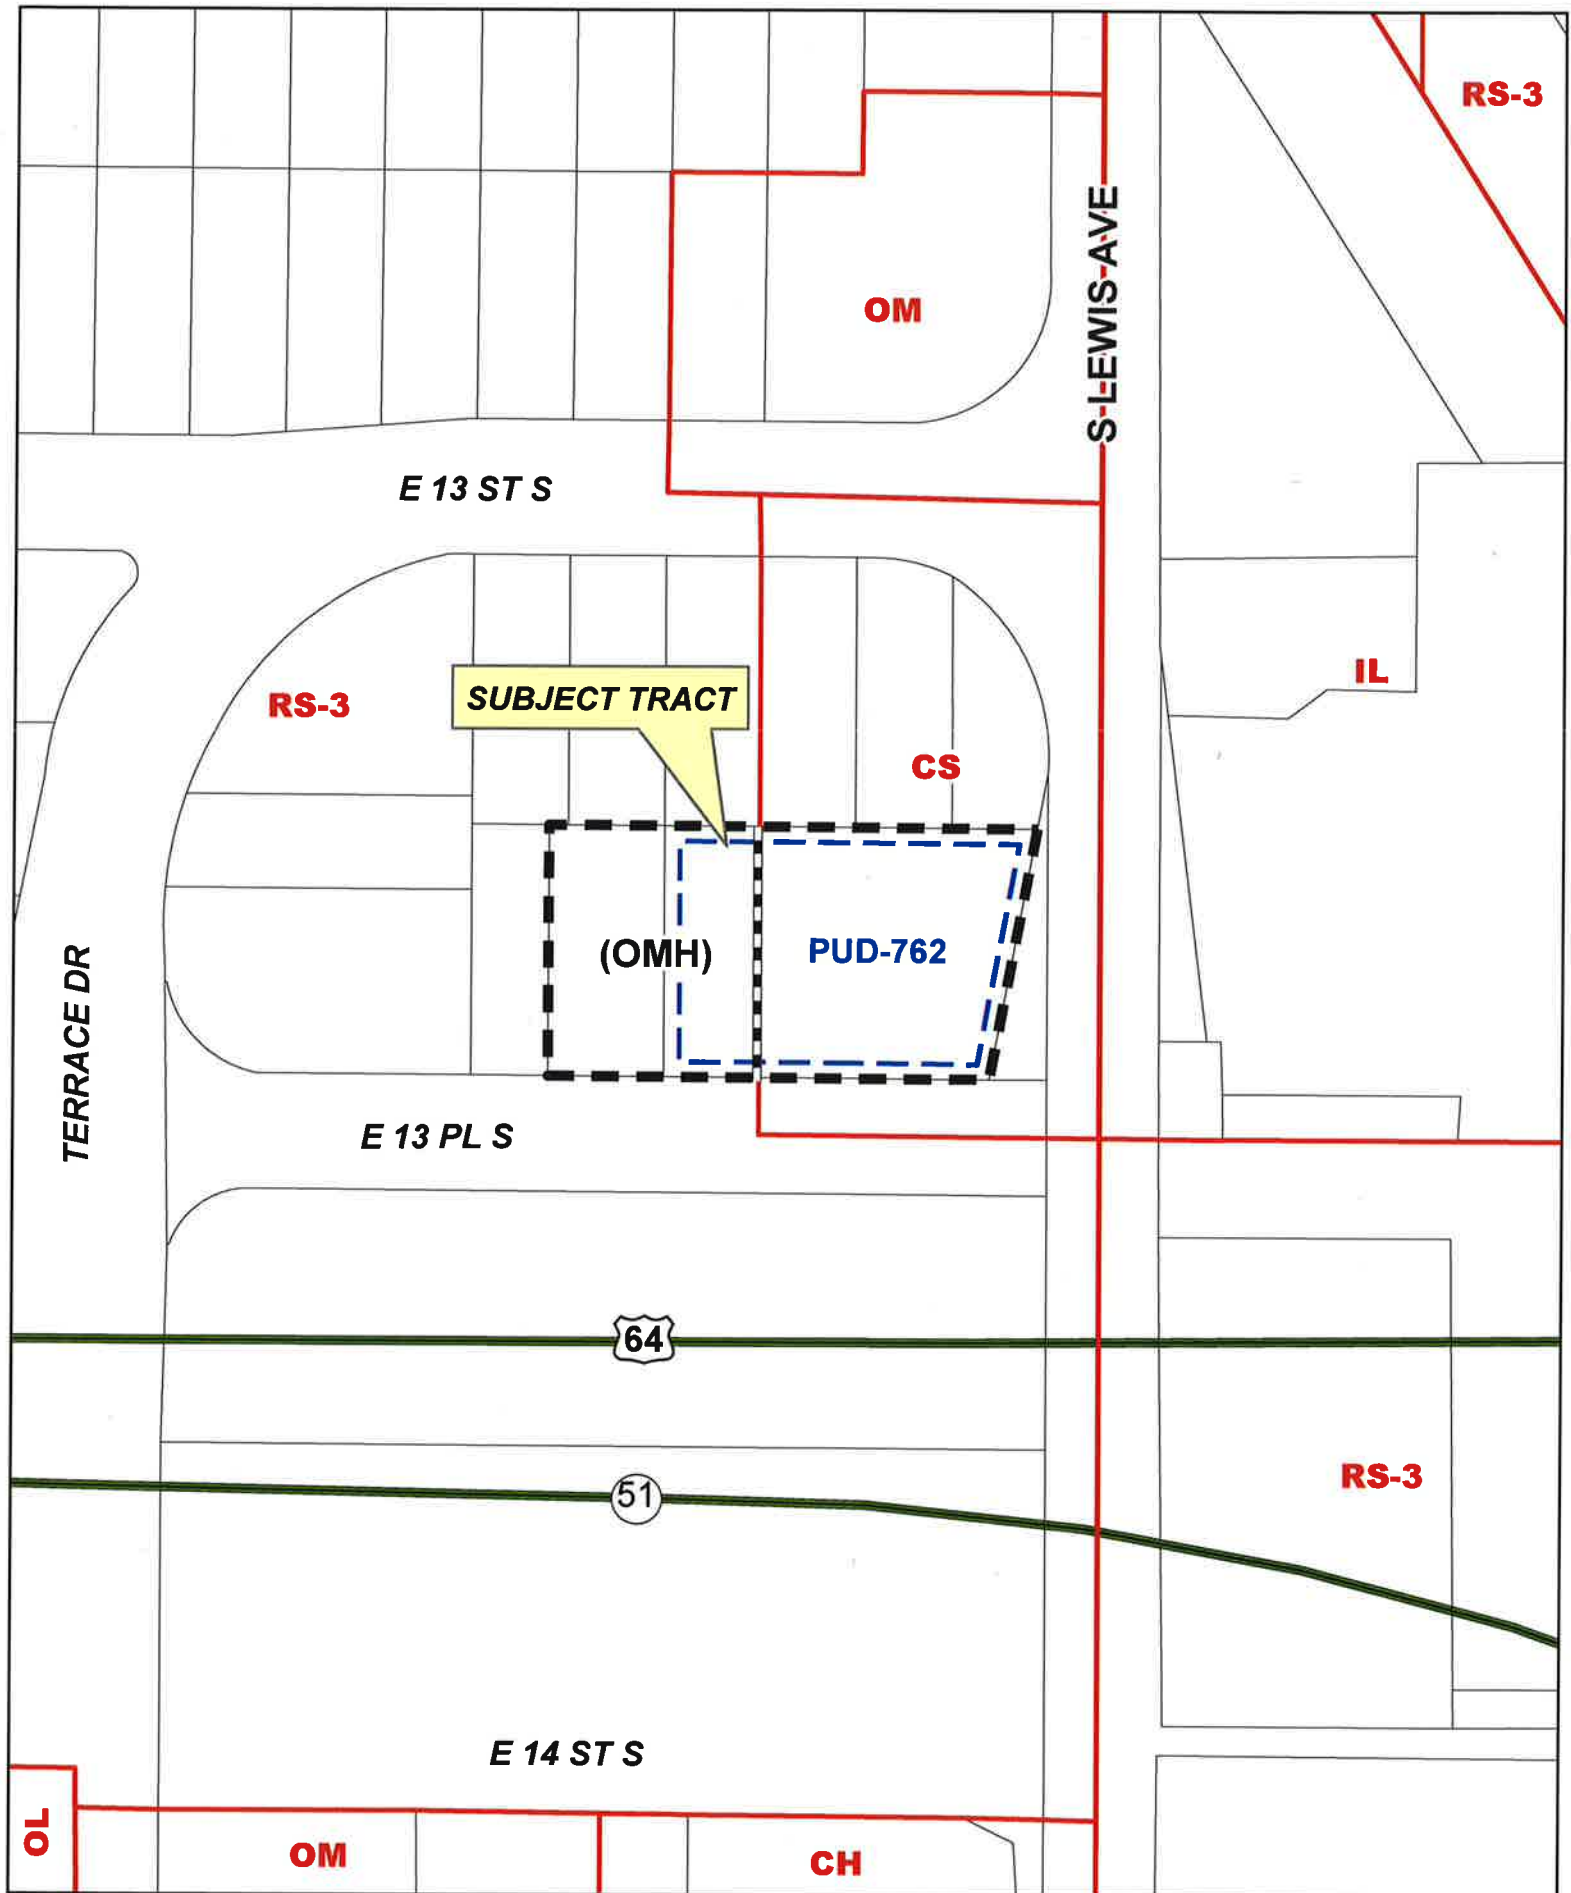 RS-3
S LEWIS AVE
OM
E 13 ST S
IL
RS-3
SUBJECT TRACT
CS
(OMH)
PUD-762
TERRACE DR
E 13 PL S
64
RS-3
51
E 14 ST S
OL
OM
CH